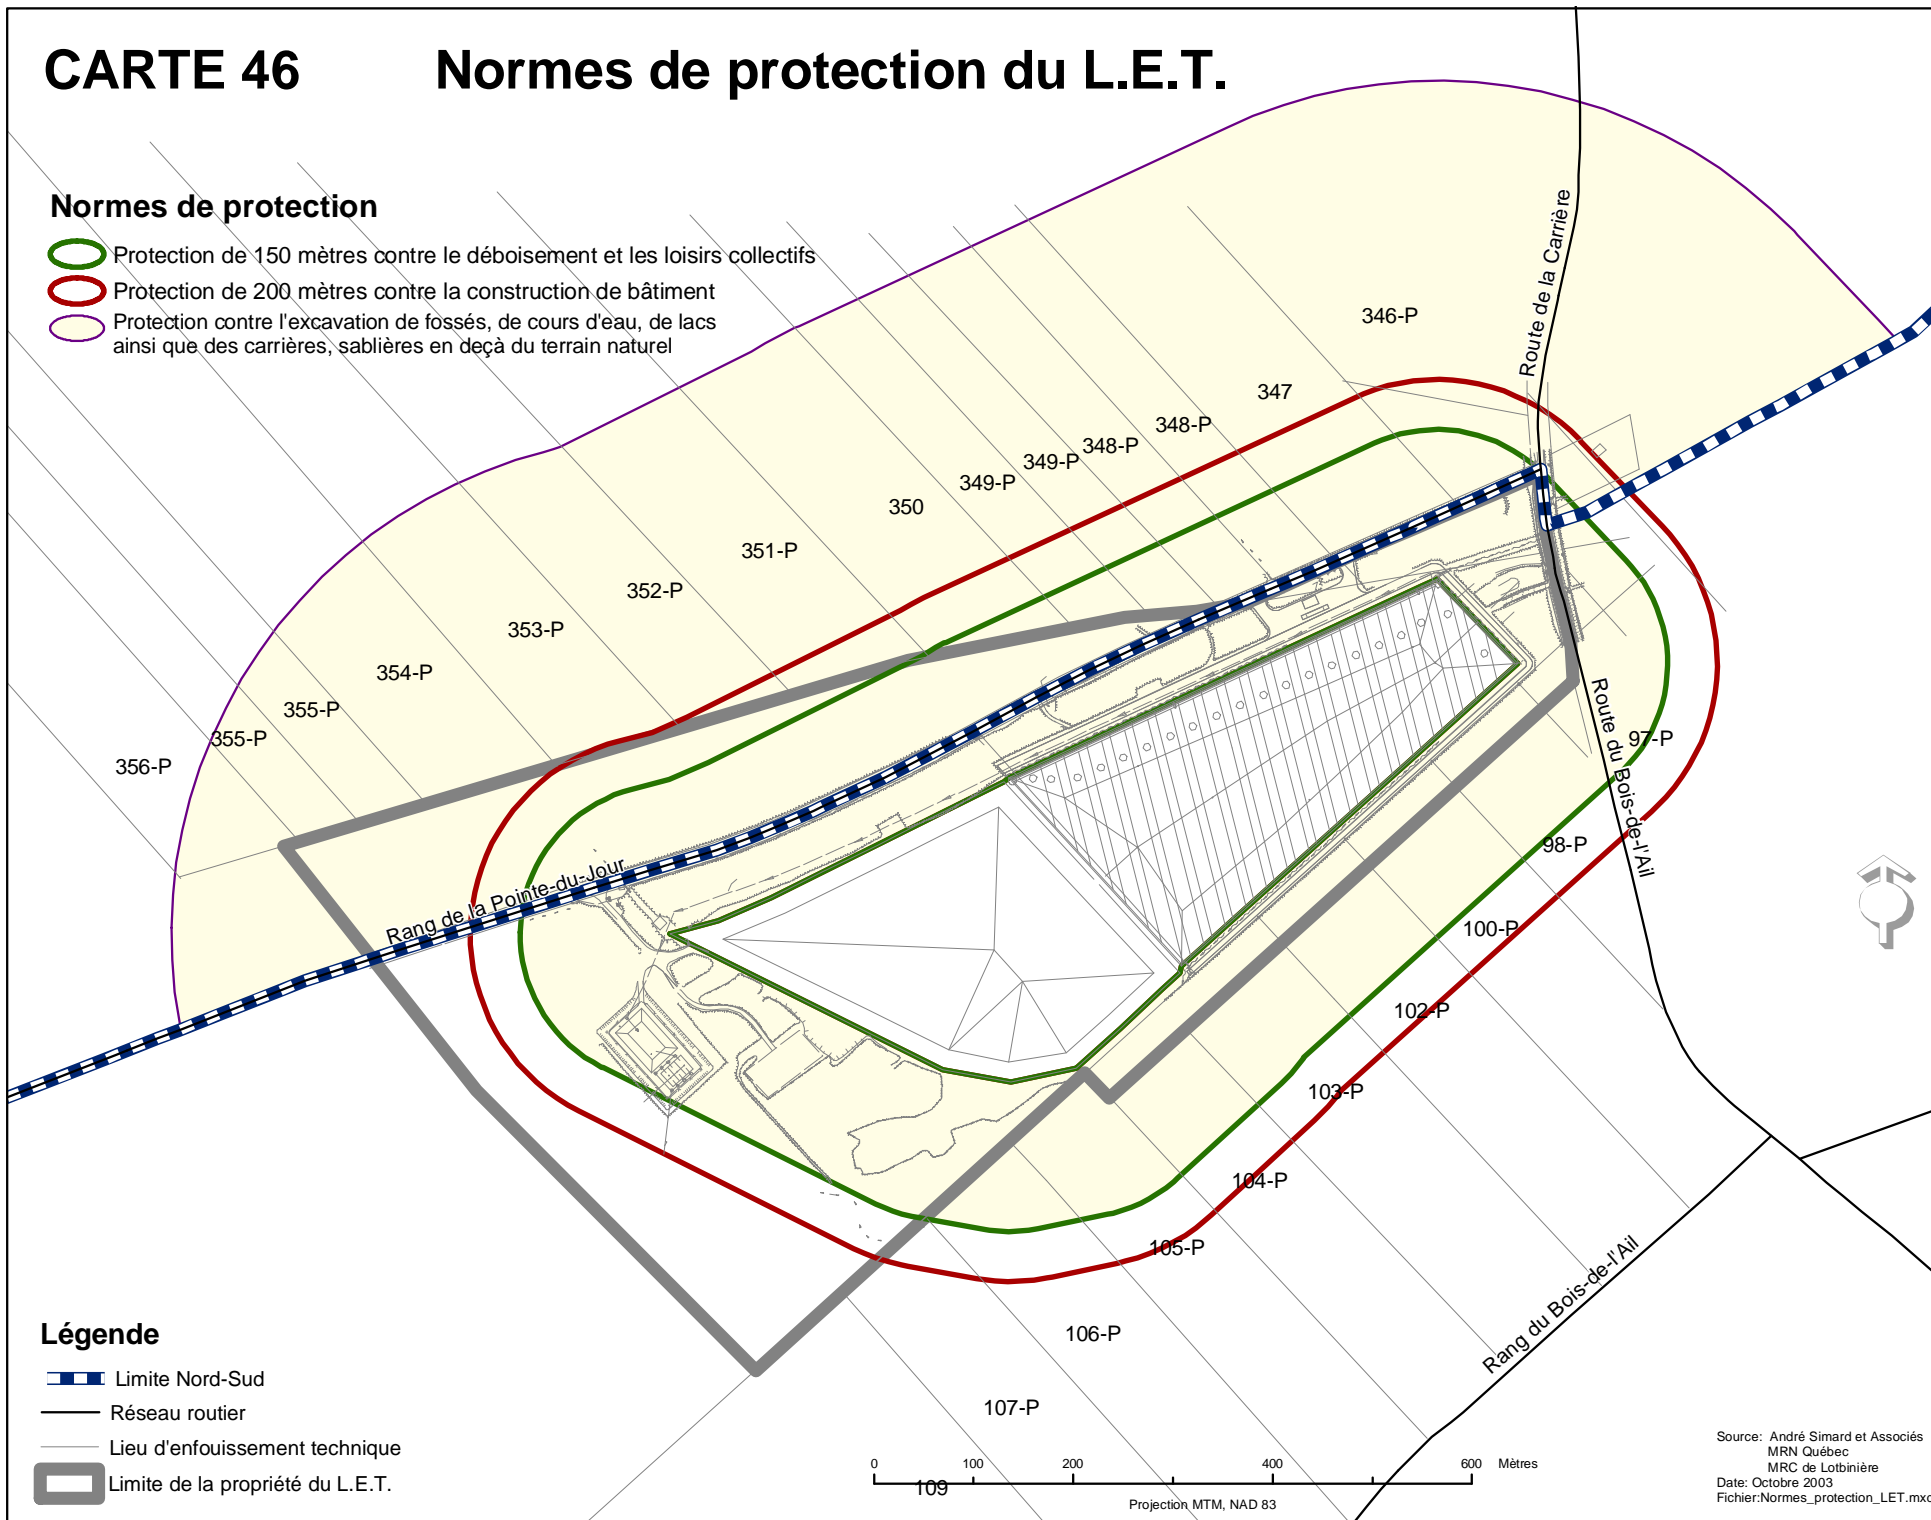 CARTE 46 Normes de protection du L.E.T.
Normes de protection
Protection de 150 mètres contre le déboisement et les loisirs collectifs
Protection de 200 mètres contre la construction de bâtiment
Protection contre l'excavation de fossés, de cours d'eau, de lacs
ainsi que des carrières, sablières en deçà du terrain naturel
Route de la Carrière
346-P
347
348-P
348-P
349-P
349-P
350
351-P
352-P
353-P
354-P
355-P
355-P
356-P
Rang de la Pointe-du-Jour
Route du Bois-de-l'Ail
97-P
98-P
100-P
102-P
103-P
104-P
105-P
106-P
107-P
109
Rang du Bois-de-l'Ail
Légende
Limite Nord-Sud
Réseau routier
Lieu d'enfouissement technique
Limite de la propriété du L.E.T.
0 100 200 400 600 Mètres
Projection MTM, NAD 83
Source: André Simard et Associés
MRN Québec
MRC de Lotbinière
Date: Octobre 2003
Fichier:Normes_protection_LET.mxd